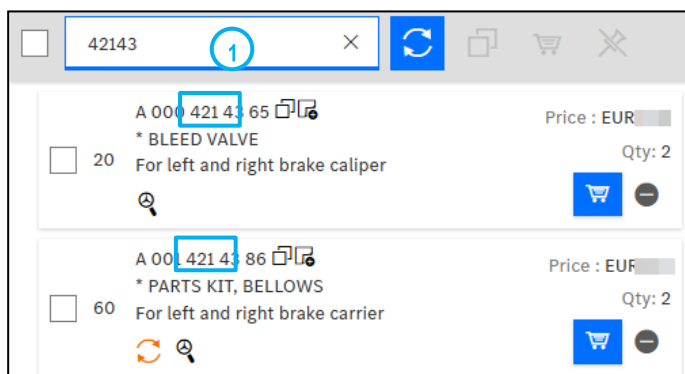 42143
1
A 000 421 43 65
Price : EUR
* BLEED VALVE
20
For left and right brake caliper
Qty: 2
A 001 421 43 86
Price : EUR
* PARTS KIT, BELLOWS
60
For left and right brake carrier
Qty: 2